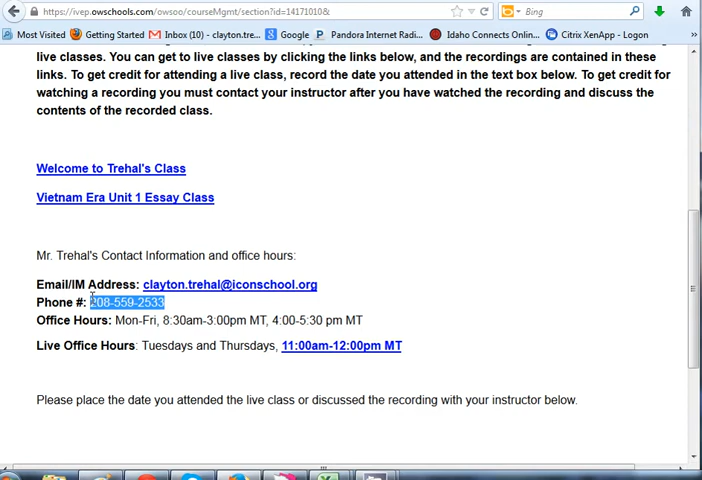 https://ivep.owschools.com/owsoo/courseMgmt/section?id=14171010&
Bing
Most Visited Getting Started Inbox (10) - clayton.tre... Google Pandora Internet Radi... Idaho Connects Onlin... Citrix XenApp - Logon
live classes. You can get to live classes by clicking the links below, and the recordings are contained in these
links. To get credit for attending a live class, record the date you attended in the text box below. To get credit for
watching a recording you must contact your instructor after you have watched the recording and discuss the
contents of the recorded class.
Welcome to Trehal's Class
Vietnam Era Unit 1 Essay Class
Mr. Trehal's Contact Information and office hours:
Email/IM Address: clayton.trehal@iconschool.org
Phone #: 208-559-2533
Office Hours: Mon-Fri, 8:30am-3:00pm MT, 4:00-5:30 pm MT
Live Office Hours: Tuesdays and Thursdays, 11:00am-12:00pm MT
Please place the date you attended the live class or discussed the recording with your instructor below.